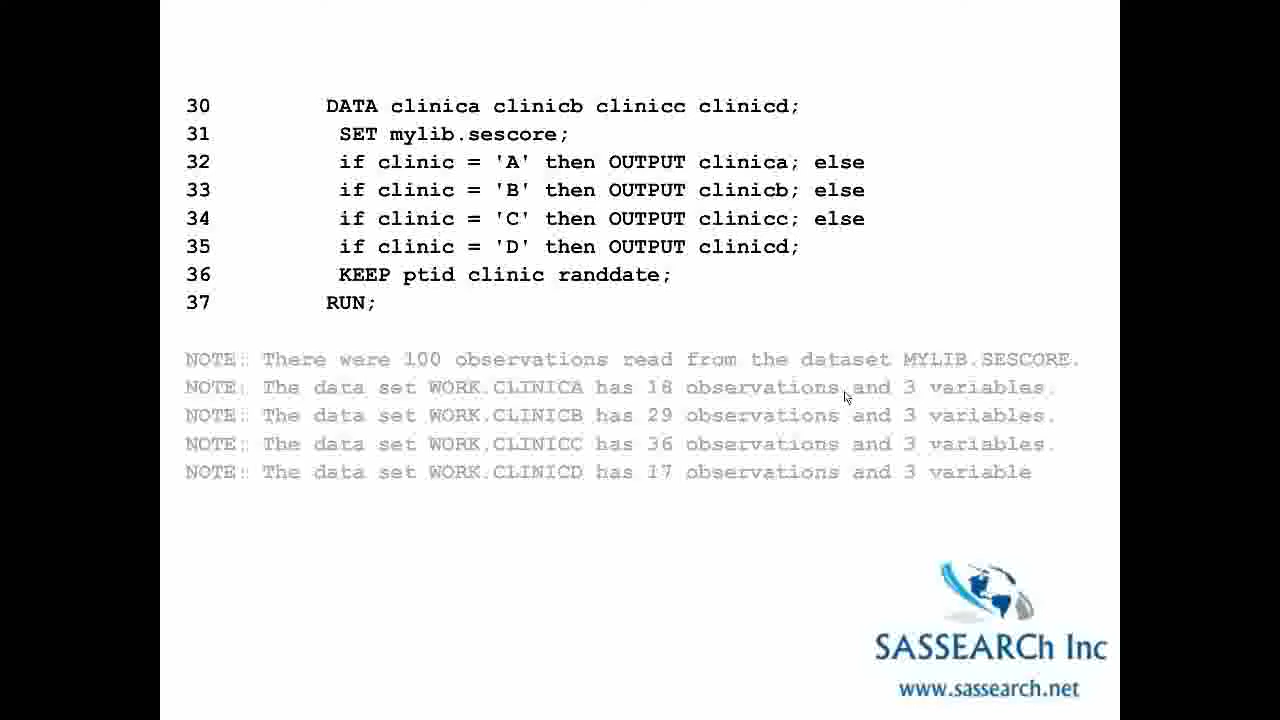 30 DATA clinica clinicb clinicc clinicd;
31 SET mylib.sescore;
32 if clinic = 'A' then OUTPUT clinica; else
33 if clinic = 'B' then OUTPUT clinicb; else
34 if clinic = 'C' then OUTPUT clinicc; else
35 if clinic = 'D' then OUTPUT clinicd;
36 KEEP ptid clinic randdate;
37 RUN;
NOTE: There were 100 observations read from the dataset MYLIB.SESCORE.
NOTE: The data set WORK.CLINICA has 18 observations and 3 variables.
NOTE: The data set WORK.CLINICB has 29 observations and 3 variables.
NOTE: The data set WORK.CLINICC has 36 observations and 3 variables.
NOTE: The data set WORK.CLINICD has 17 observations and 3 variable
SASSEARCh Inc
www.sassearch.net